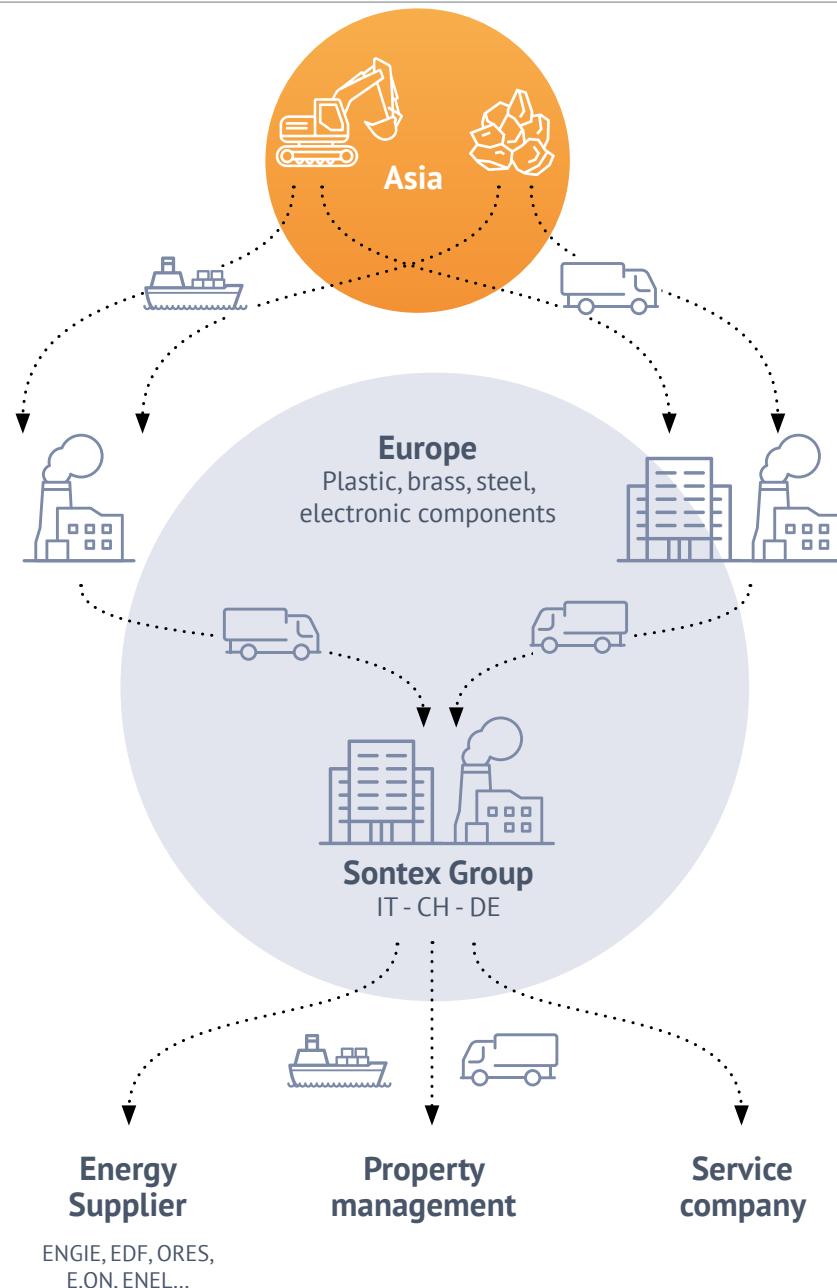 Asia
Europe
Plastic, brass, steel,
electronic components
Sontex Group
IT - CH - DE
Energy
Supplier
ENGIE, EDF, ORES,
E.ON, ENEL...
Property
management
Service
company